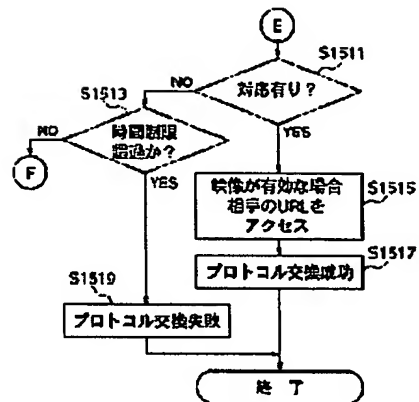 E
S1511
対応有り?
NO
YES
S1513
時間制限
超過か?
NO
F
YES
映像が有効な場合
相手のURLを
アクセス
S1515
プロトコル交換成功
S1517
S1519
プロトコル交換失敗
終 了